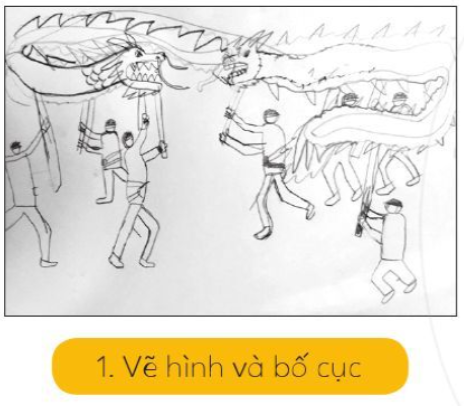 1. Vẽ hình và bố cục